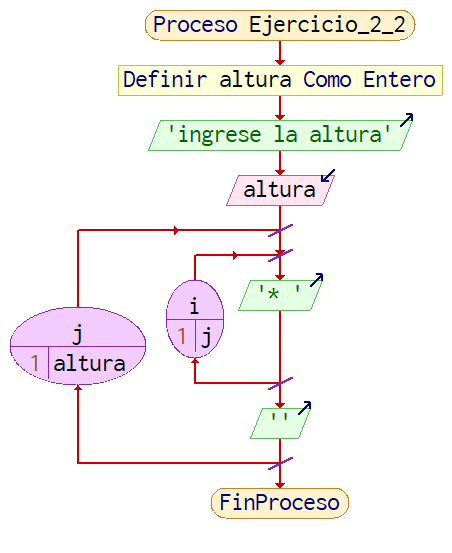 Proceso Ejercicio_2_2
Definir altura Como Entero
'ingrese la altura'
altura
i
'* '
1 j
j
1 altura
''
FinProceso